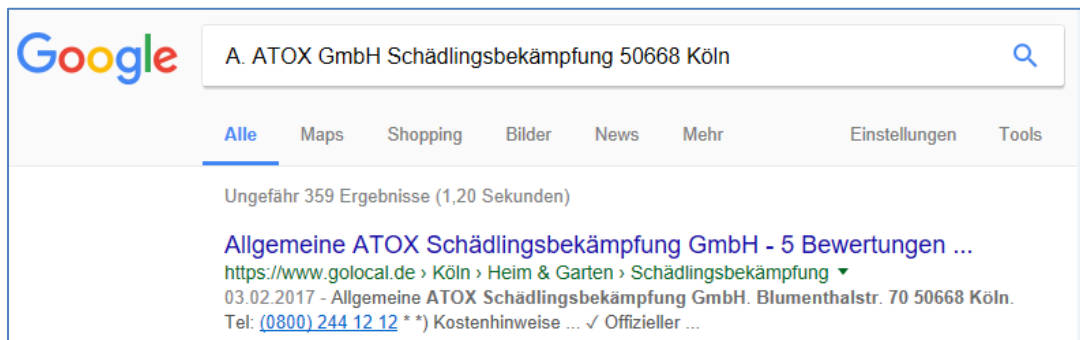 Google
A. ATOX GmbH Schädlingsbekämpfung 50668 Köln
Alle Maps Shopping Bilder News Mehr Einstellungen Tools
Ungefähr 359 Ergebnisse (1,20 Sekunden)
Allgemeine ATOX Schädlingsbekämpfung GmbH - 5 Bewertungen ...
https://www.golocal.de › Köln › Heim & Garten › Schädlingsbekämpfung ▼
03.02.2017 - Allgemeine ATOX Schädlingsbekämpfung GmbH. Blumenthalstr. 70 50668 Köln.
Tel: (0800) 244 12 12 * *) Kostenhinweise ... ✓ Offizieller ...